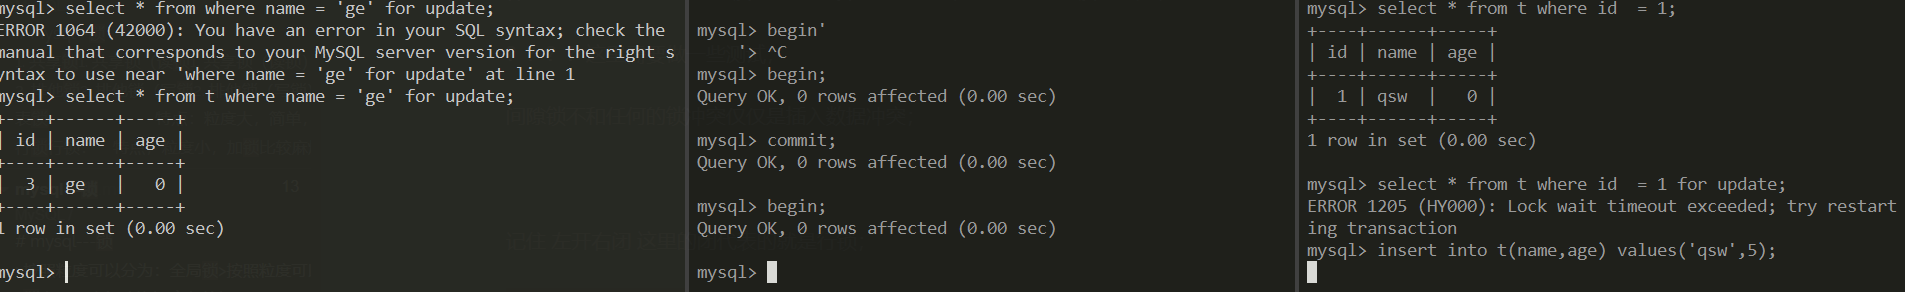 mysql> select * from where name = 'ge' for update;
ERROR 1064 (42000): You have an error in your SQL syntax; check the
manual that corresponds to your MySQL server version for the right s
yntax to use near 'where name = 'ge' for update' at line 1
mysql> select * from t where name = 'ge' for update;
+----+------+-----+
| id | name | age |
+----+------+-----+
| 3 | ge | 0 |
+----+------+-----+
1 row in set (0.00 sec)
mysql>
mysql> begin'
'> ^C
mysql> begin;
Query OK, 0 rows affected (0.00 sec)
mysql> commit;
Query OK, 0 rows affected (0.00 sec)
mysql> begin;
Query OK, 0 rows affected (0.00 sec)
mysql>
mysql> select * from t where id = 1;
+----+------+-----+
| id | name | age |
+----+------+-----+
| 1 | qsw | 0 |
+----+------+-----+
1 row in set (0.00 sec)
mysql> select * from t where id = 1 for update;
ERROR 1205 (HY000): Lock wait timeout exceeded; try restart
ing transaction
mysql> insert into t(name,age) values('qsw',5);